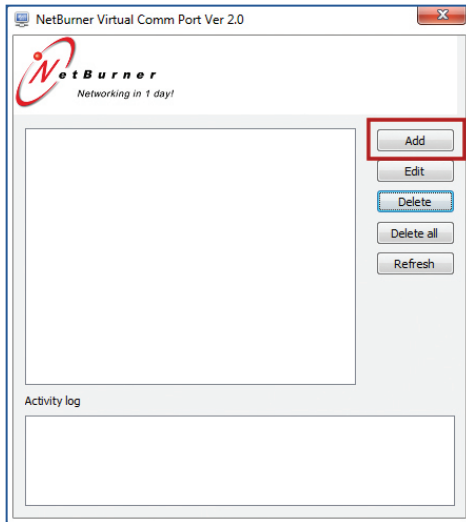 NetBurner Virtual Comm Port Ver 2.0
NetBurner
Networking in 1 day!
Add
Edit
Delete
Delete all
Refresh
Activity log